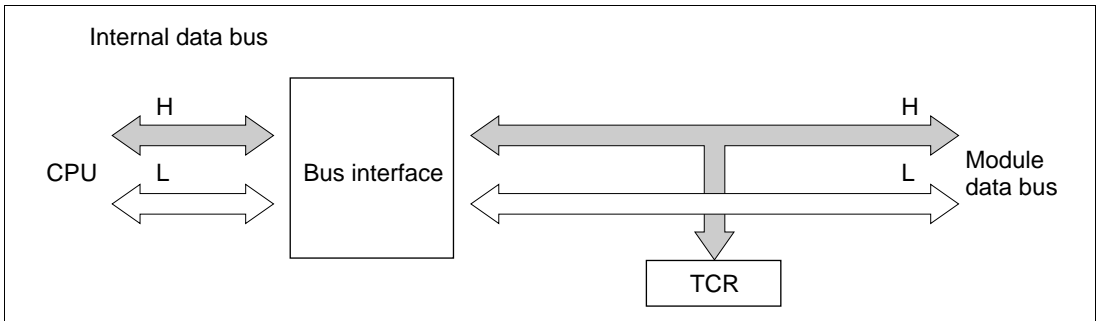 Internal data bus
H
H
CPU
L
Bus interface
L
Module
data bus
TCR